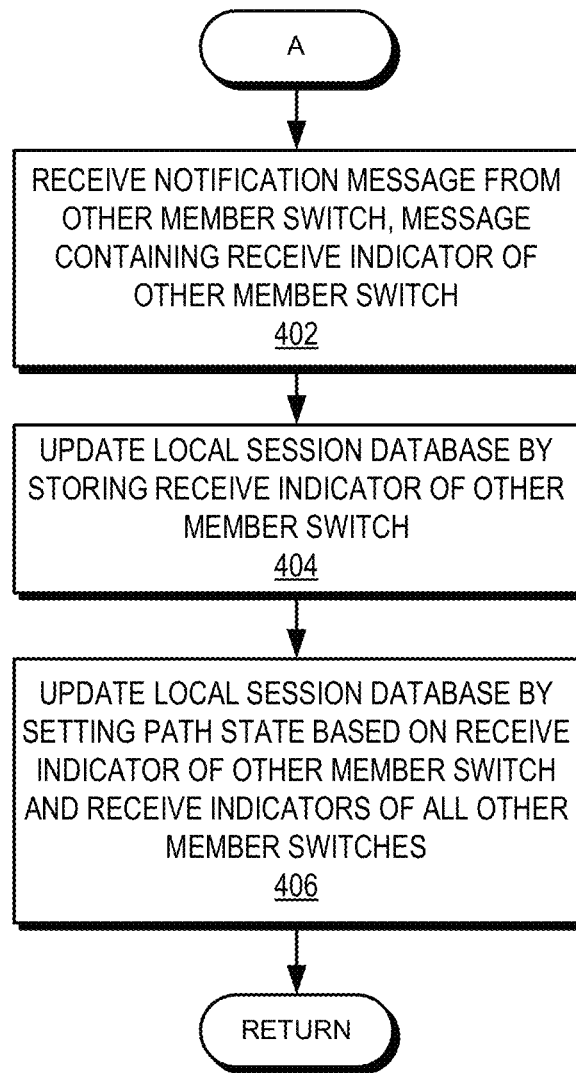 A
RECEIVE NOTIFICATION MESSAGE FROM
OTHER MEMBER SWITCH, MESSAGE
CONTAINING RECEIVE INDICATOR OF
OTHER MEMBER SWITCH
402
UPDATE LOCAL SESSION DATABASE BY
STORING RECEIVE INDICATOR OF OTHER
MEMBER SWITCH
404
UPDATE LOCAL SESSION DATABASE BY
SETTING PATH STATE BASED ON RECEIVE
INDICATOR OF OTHER MEMBER SWITCH
AND RECEIVE INDICATORS OF ALL OTHER
MEMBER SWITCHES
406
RETURN